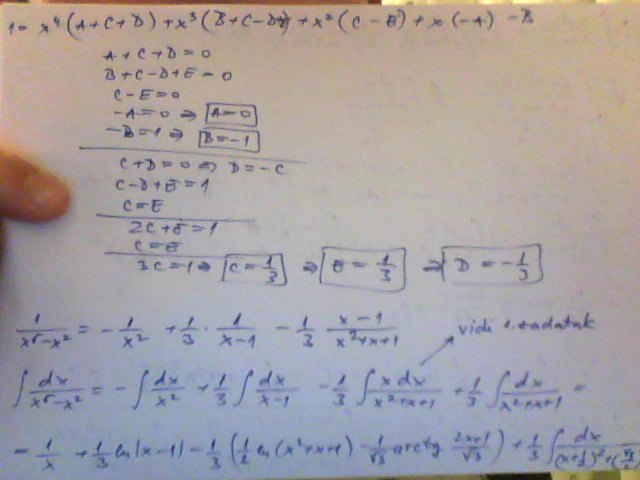 1 = x⁴(A+C+D) + x³(B+C-D+E) + x²(C-E) + x(-A) - B
A+C+D=0
B+C-D+E=0
C-E=0
-A=0 ⇒ A=0
-B=1 ⇒ B=-1
C+D=0 ⇒ D=-C
C-D+E=1
C=E
2C+E=1
C=E
3C=1 ⇒ C=1/3 ⇒ E=1/3 ⇒ D=-1/3
1/(x⁵-x²) = -1/x² + 1/3 · 1/(x-1) - 1/3 (x-1)/(x²+x+1)
vidi zadatak
∫ dx/(x⁵-x²) = -∫ dx/x² + 1/3 ∫ dx/(x-1) - 1/3 ∫ xdx/(x²+x+1) + 1/3 ∫ dx/(x²+x+1) =
= 1/x + 1/3 ln|x-1| - 1/3 (1/2 ln(x²+x+1) - 1/√3 arctg (2x+1)/√3) + 1/3 ∫ dx/((x+1/2)²+(√3/2